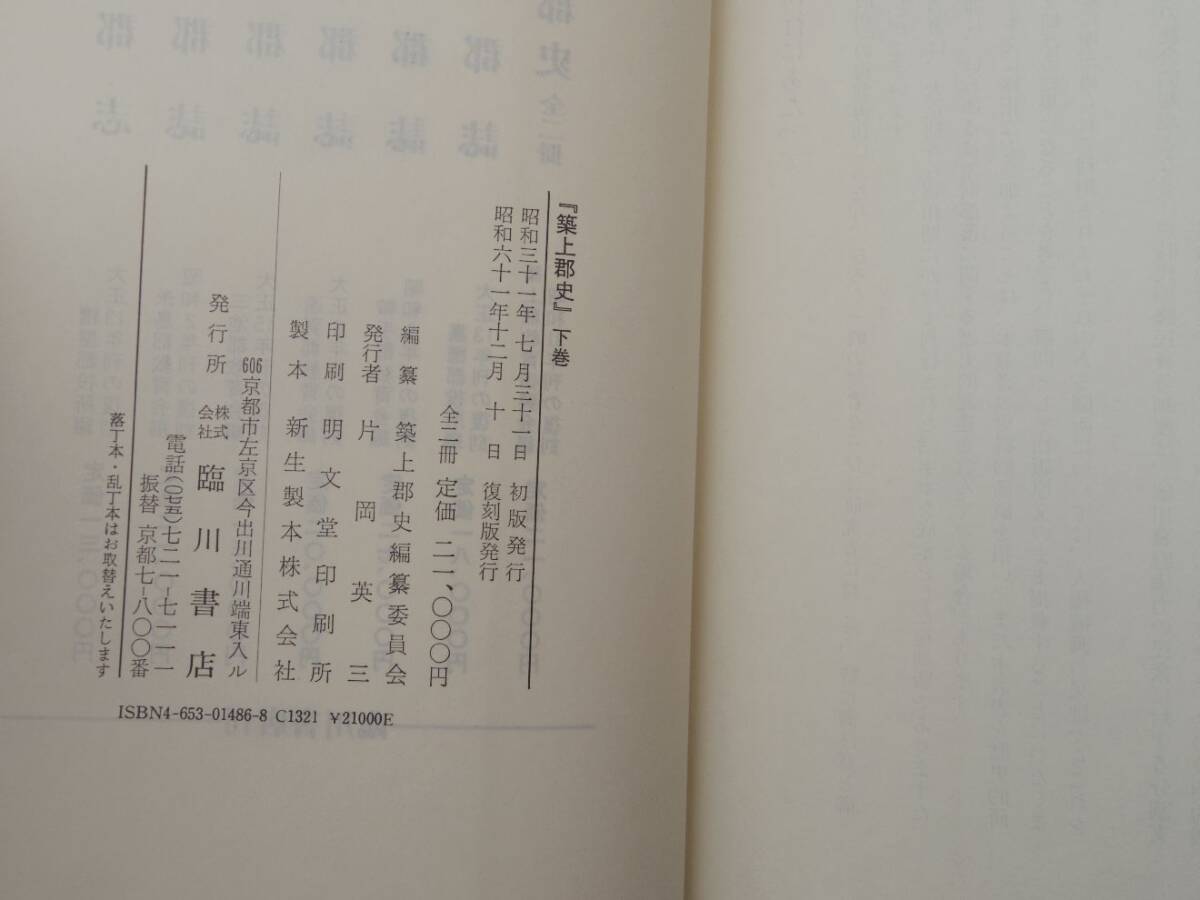 『築上郡史』下巻
昭和三十一年 七 月三十一日 初版発行
昭和六十一年十二月 十 日 復刻版発行
全二冊 定価 二一、〇〇〇円
編纂 築上郡史編纂委員会
発行者 片岡英三
印刷 明文堂印刷所
製本 新生製本株式会社
606 京都市左京区今出川通川端東入ル
発行所 株式会社 臨川書店
電話(〇七五)七二一-七一一一
振替 京都七-八〇〇番
落丁本・乱丁本はお取替えいたします
ISBN4-653-01486-8 C1321 ¥21000E